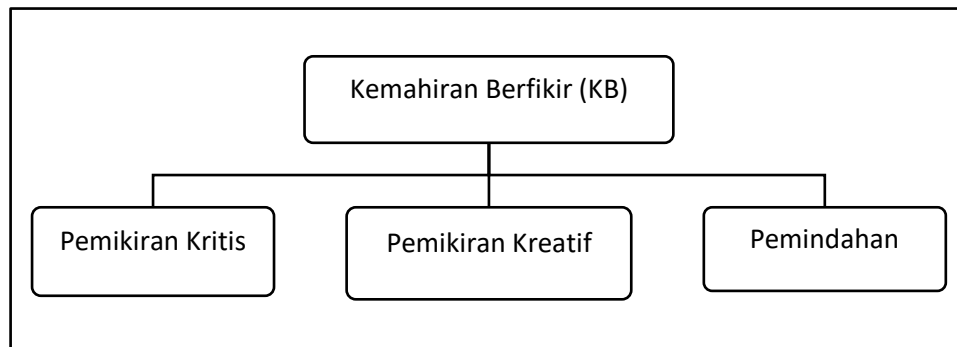 Kemahiran Berfikir (KB)
Pemikiran Kritis
Pemikiran Kreatif
Pemindahan